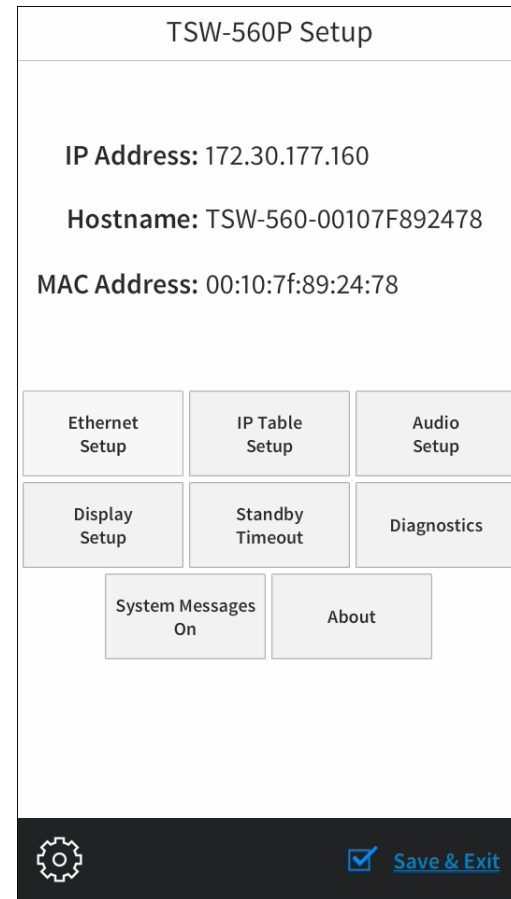 TSW-560P Setup
IP Address: 172.30.177.160
Hostname: TSW-560-00107F892478
MAC Address: 00:10:7f:89:24:78
Ethernet
Setup
IP Table
Setup
Audio
Setup
Display
Setup
Standby
Timeout
Diagnostics
System Messages
On
About
Save & Exit